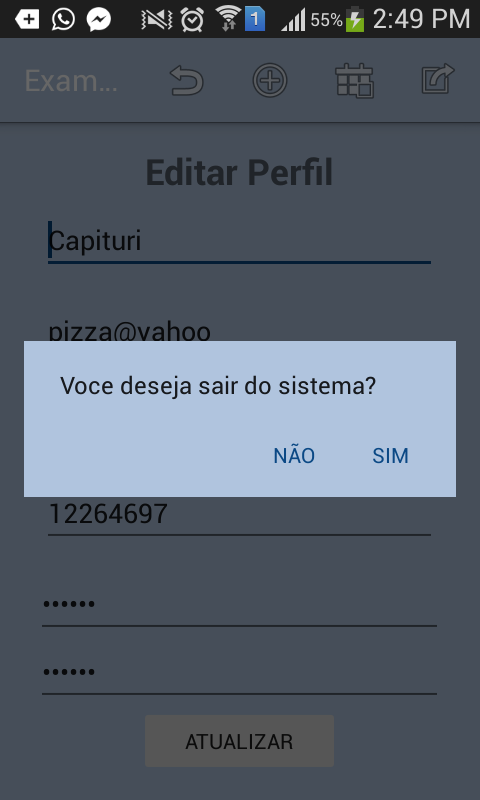 1 55% 2:49 PM
Exam...
Editar Perfil
Capituri
pizza@yahoo
Voce deseja sair do sistema?
NÃO SIM
12264697
••••••
••••••
ATUALIZAR